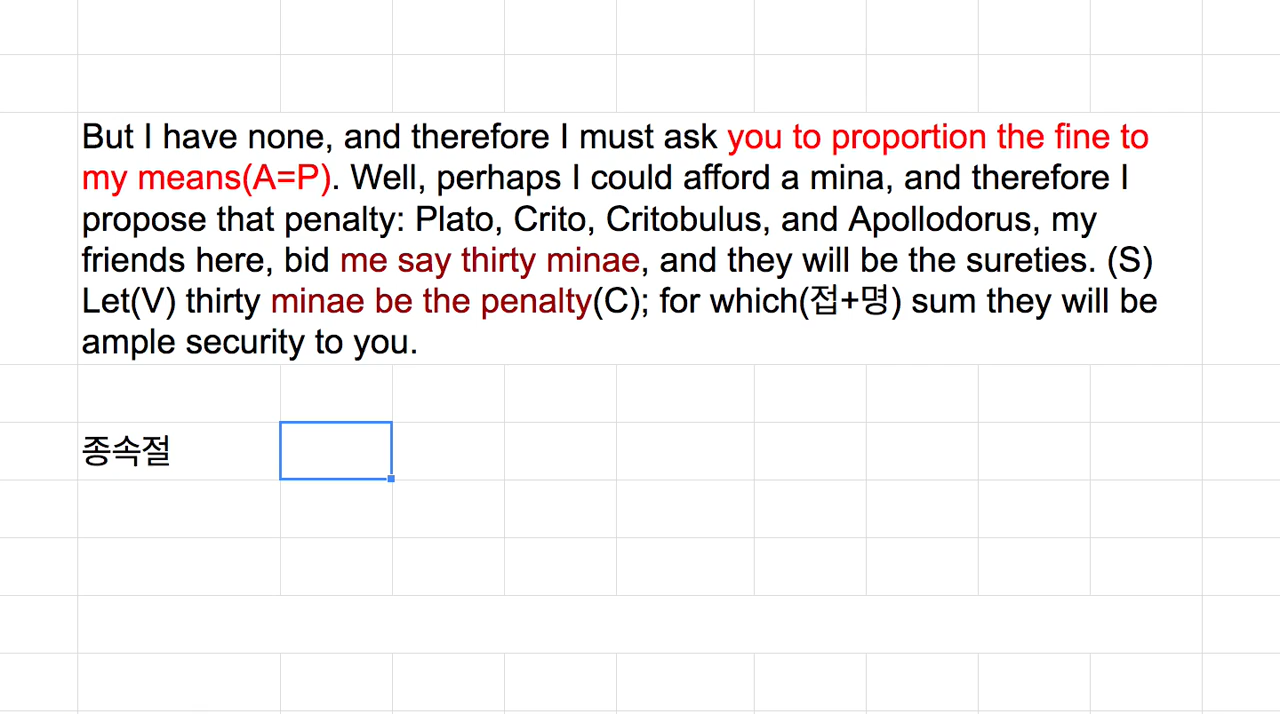 But I have none, and therefore I must ask you to proportion the fine to
my means(A=P). Well, perhaps I could afford a mina, and therefore I
propose that penalty: Plato, Crito, Critobulus, and Apollodorus, my
friends here, bid me say thirty minae, and they will be the sureties. (S)
Let(V) thirty minae be the penalty(C); for which(접+명) sum they will be
ample security to you.
종속절